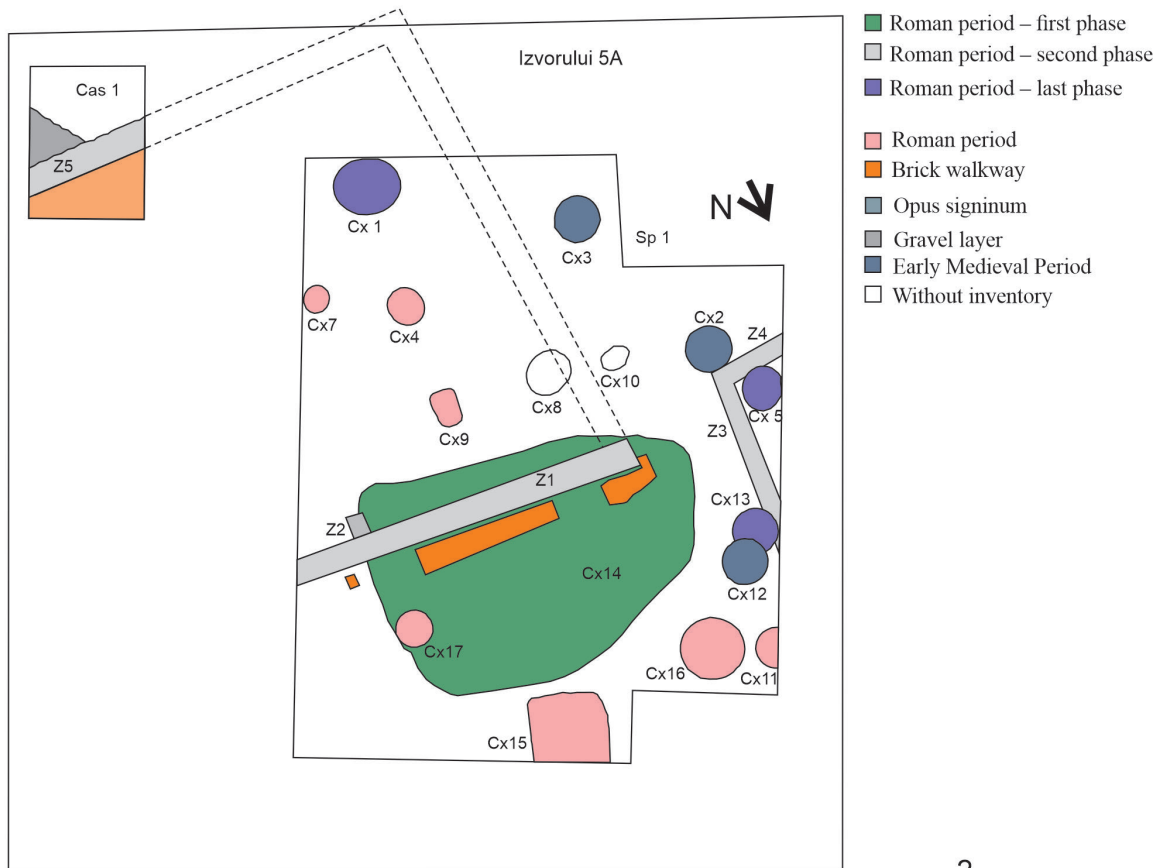 Izvorului 5A
Cas 1
Z5
Cx 1
Cx3
Sp 1
N
Cx7
Cx4
Cx2
Z4
Cx8
Cx10
Cx 5
Cx9
Z3
Z1
Cx13
Z2
Cx14
Cx12
Cx17
Cx16
Cx11
Cx15
Roman period – first phase
Roman period – second phase
Roman period – last phase
Roman period
Brick walkway
Opus signinum
Gravel layer
Early Medieval Period
Without inventory